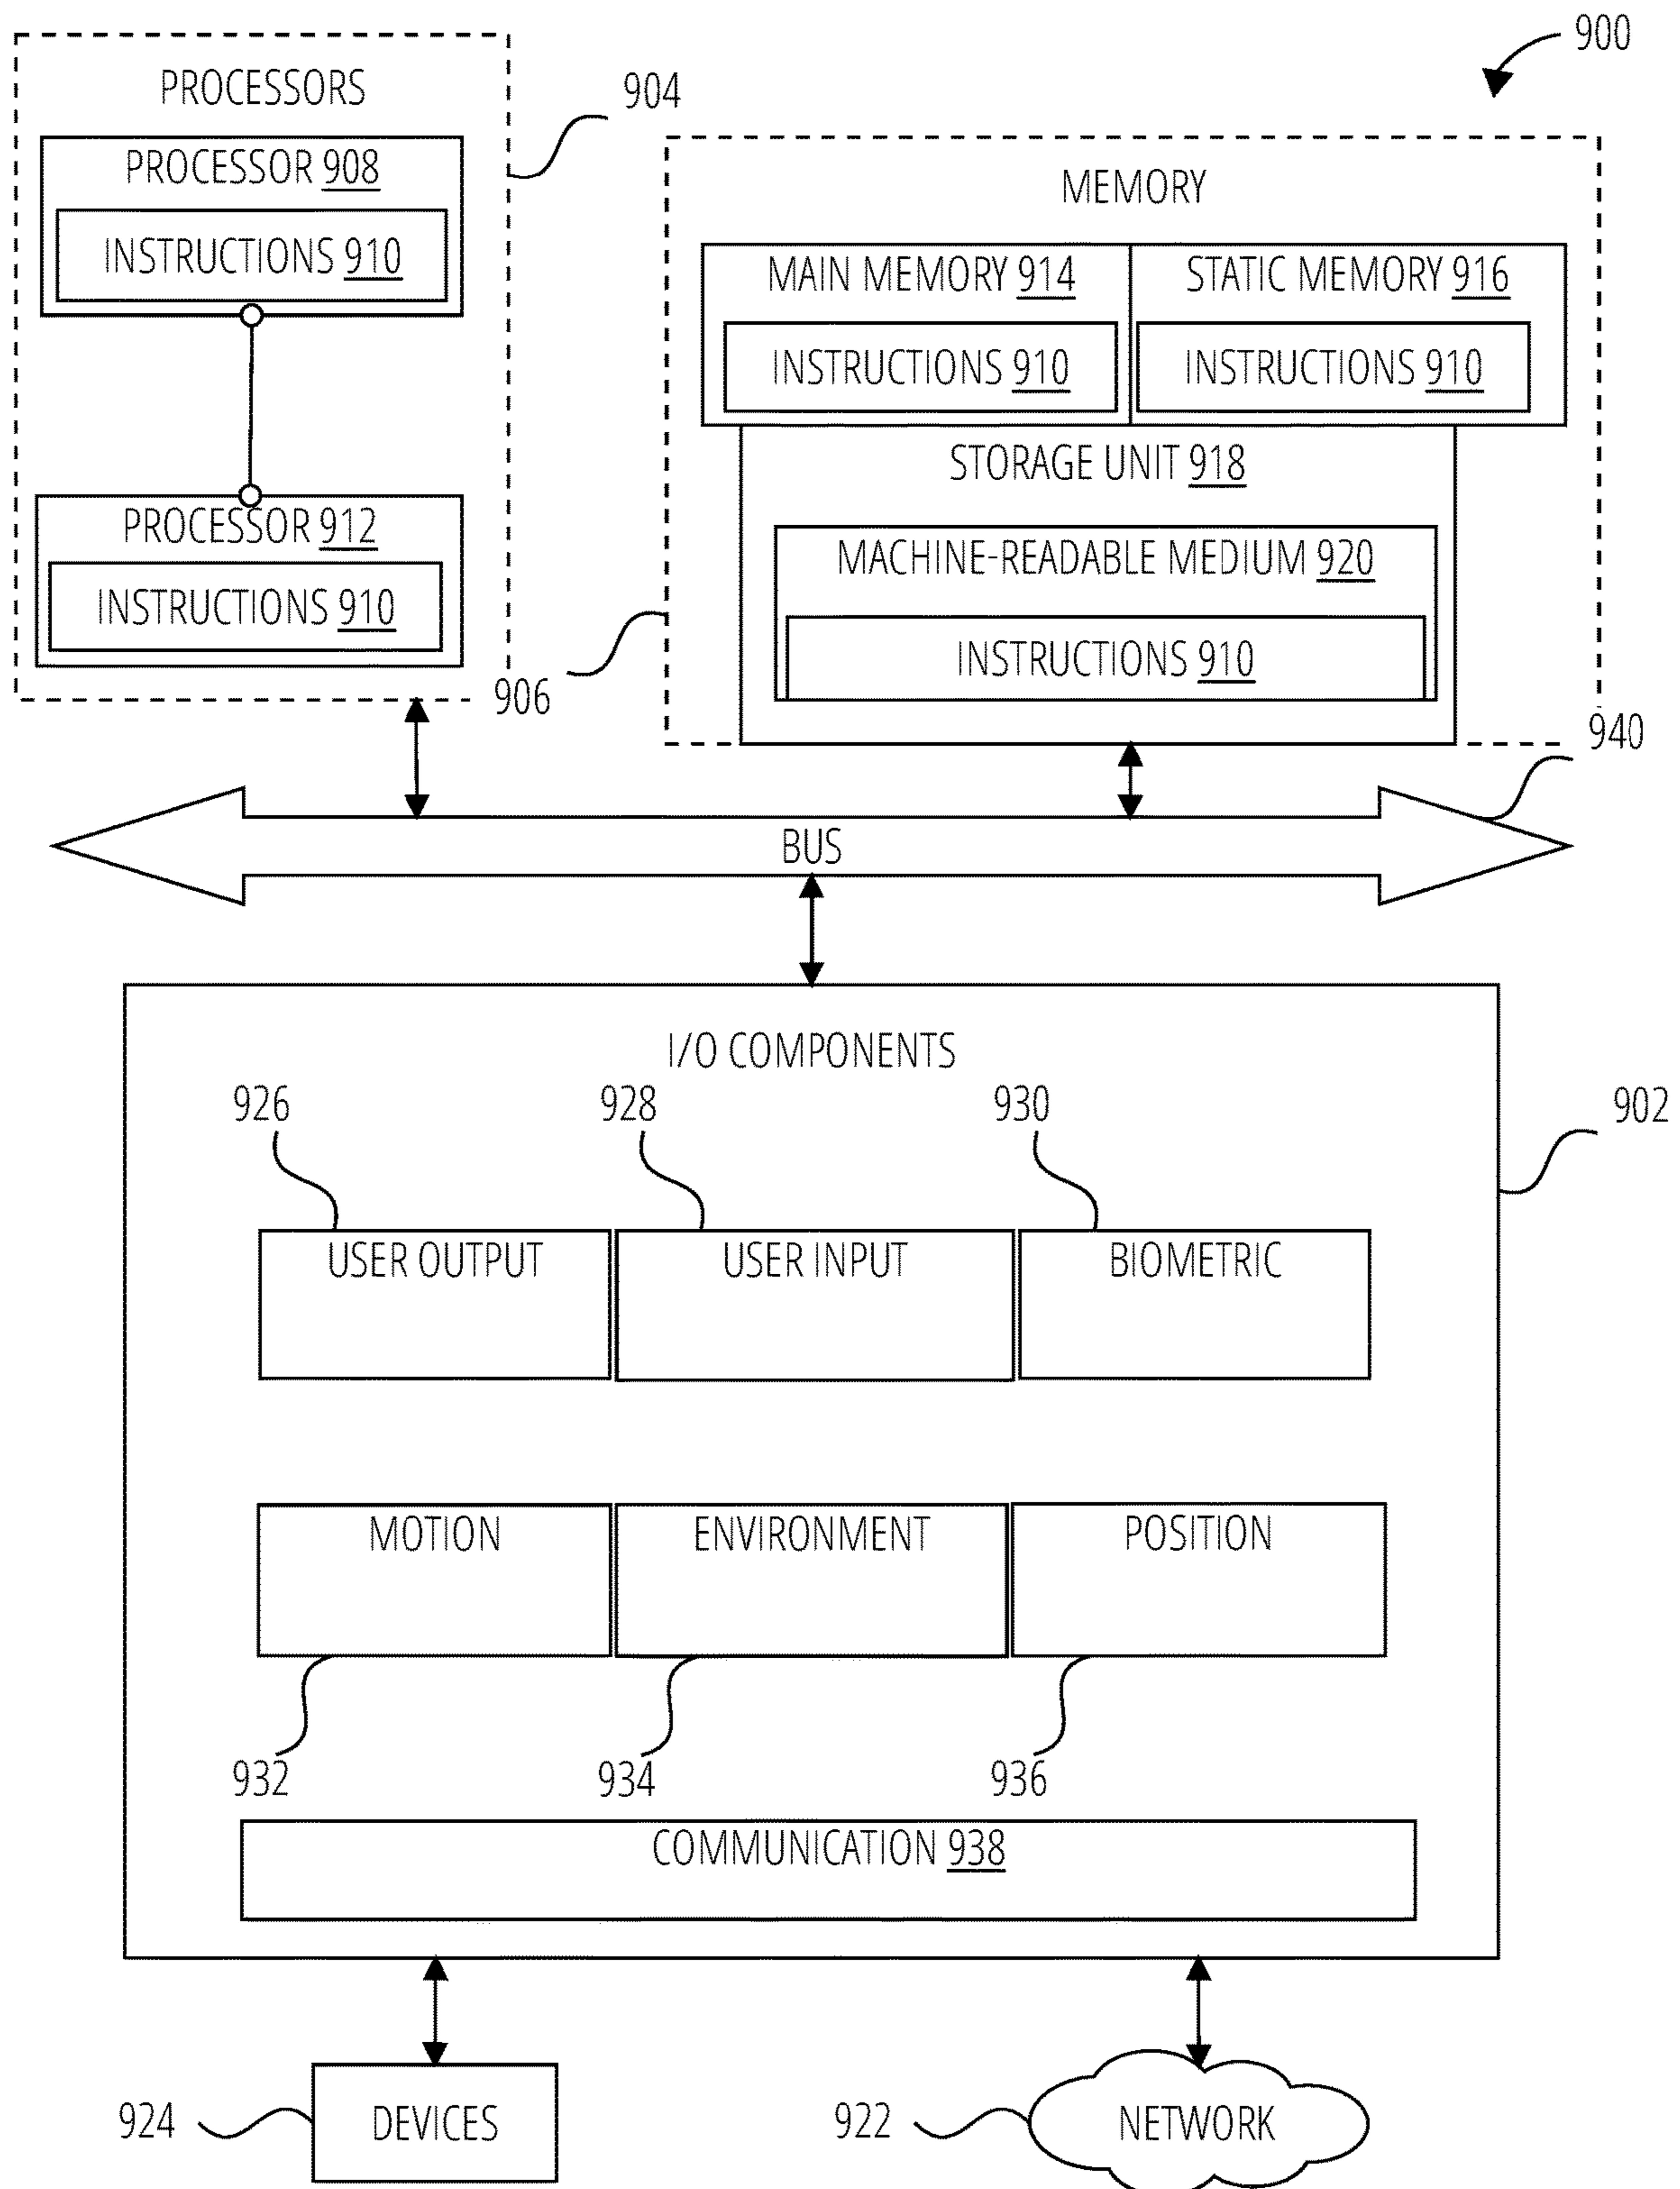 900
PROCESSORS
904
PROCESSOR 908
INSTRUCTIONS 910
PROCESSOR 912
INSTRUCTIONS 910
MEMORY
MAIN MEMORY 914
STATIC MEMORY 916
INSTRUCTIONS 910
INSTRUCTIONS 910
STORAGE UNIT 918
MACHINE-READABLE MEDIUM 920
INSTRUCTIONS 910
906
940
BUS
I/O COMPONENTS
902
926
928
930
USER OUTPUT
USER INPUT
BIOMETRIC
MOTION
ENVIRONMENT
POSITION
932
934
936
COMMUNICATION 938
924
DEVICES
922
NETWORK